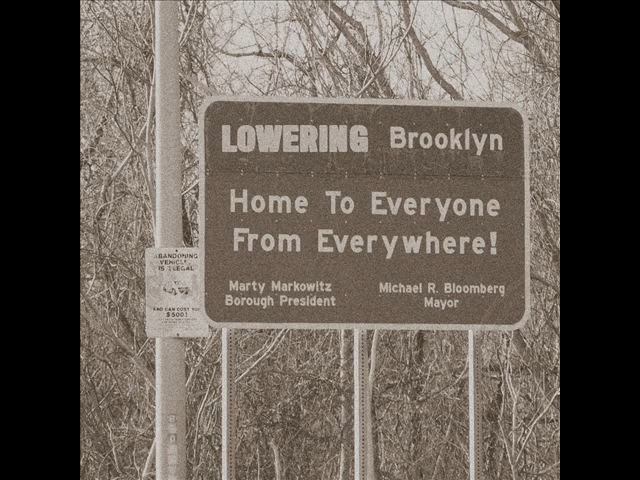 LOWERING Brooklyn
Home To Everyone
From Everywhere!
Marty Markowitz
Borough President
Michael R. Bloomberg
Mayor
ABANDONING
VEHICLE
IS ILLEGAL
AND CAN COST YOU
$500!